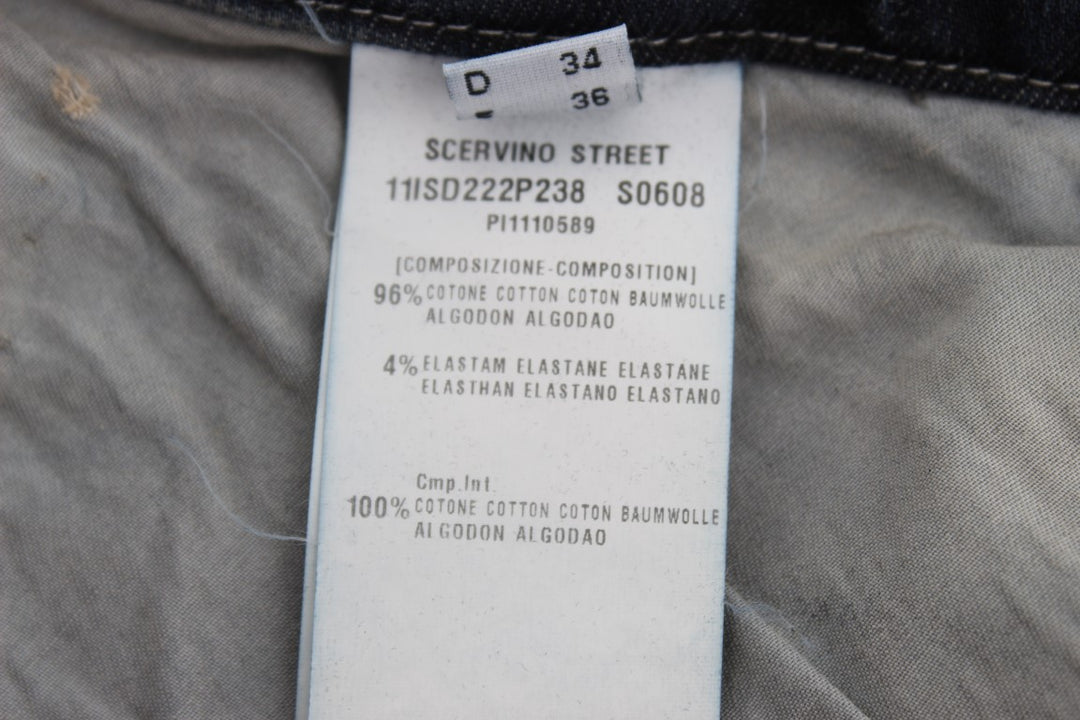 D 34
36
SCERVINO STREET
11ISD222P238 S0608
PI1110589
[COMPOSIZIONE-COMPOSITION]
96% COTONE COTTON COTON BAUMWOLLE
ALGODON ALGODAO
4% ELASTAM ELASTANE ELASTANE
ELASTHAN ELASTANO ELASTANO
Cmp.Int.
100% COTONE COTTON COTON BAUMWOLLE
ALGODON ALGODAO